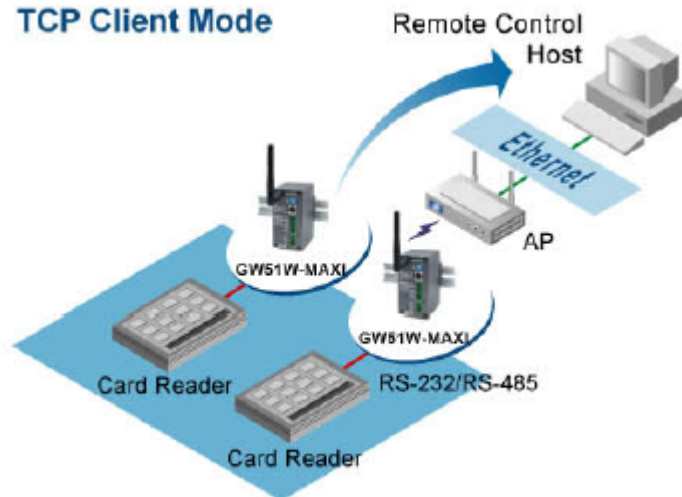 TCP Client Mode
Remote Control
Host
Ethernet
AP
GW51W-MAXI
GW51W-MAXI
Card Reader
RS-232/RS-485
Card Reader